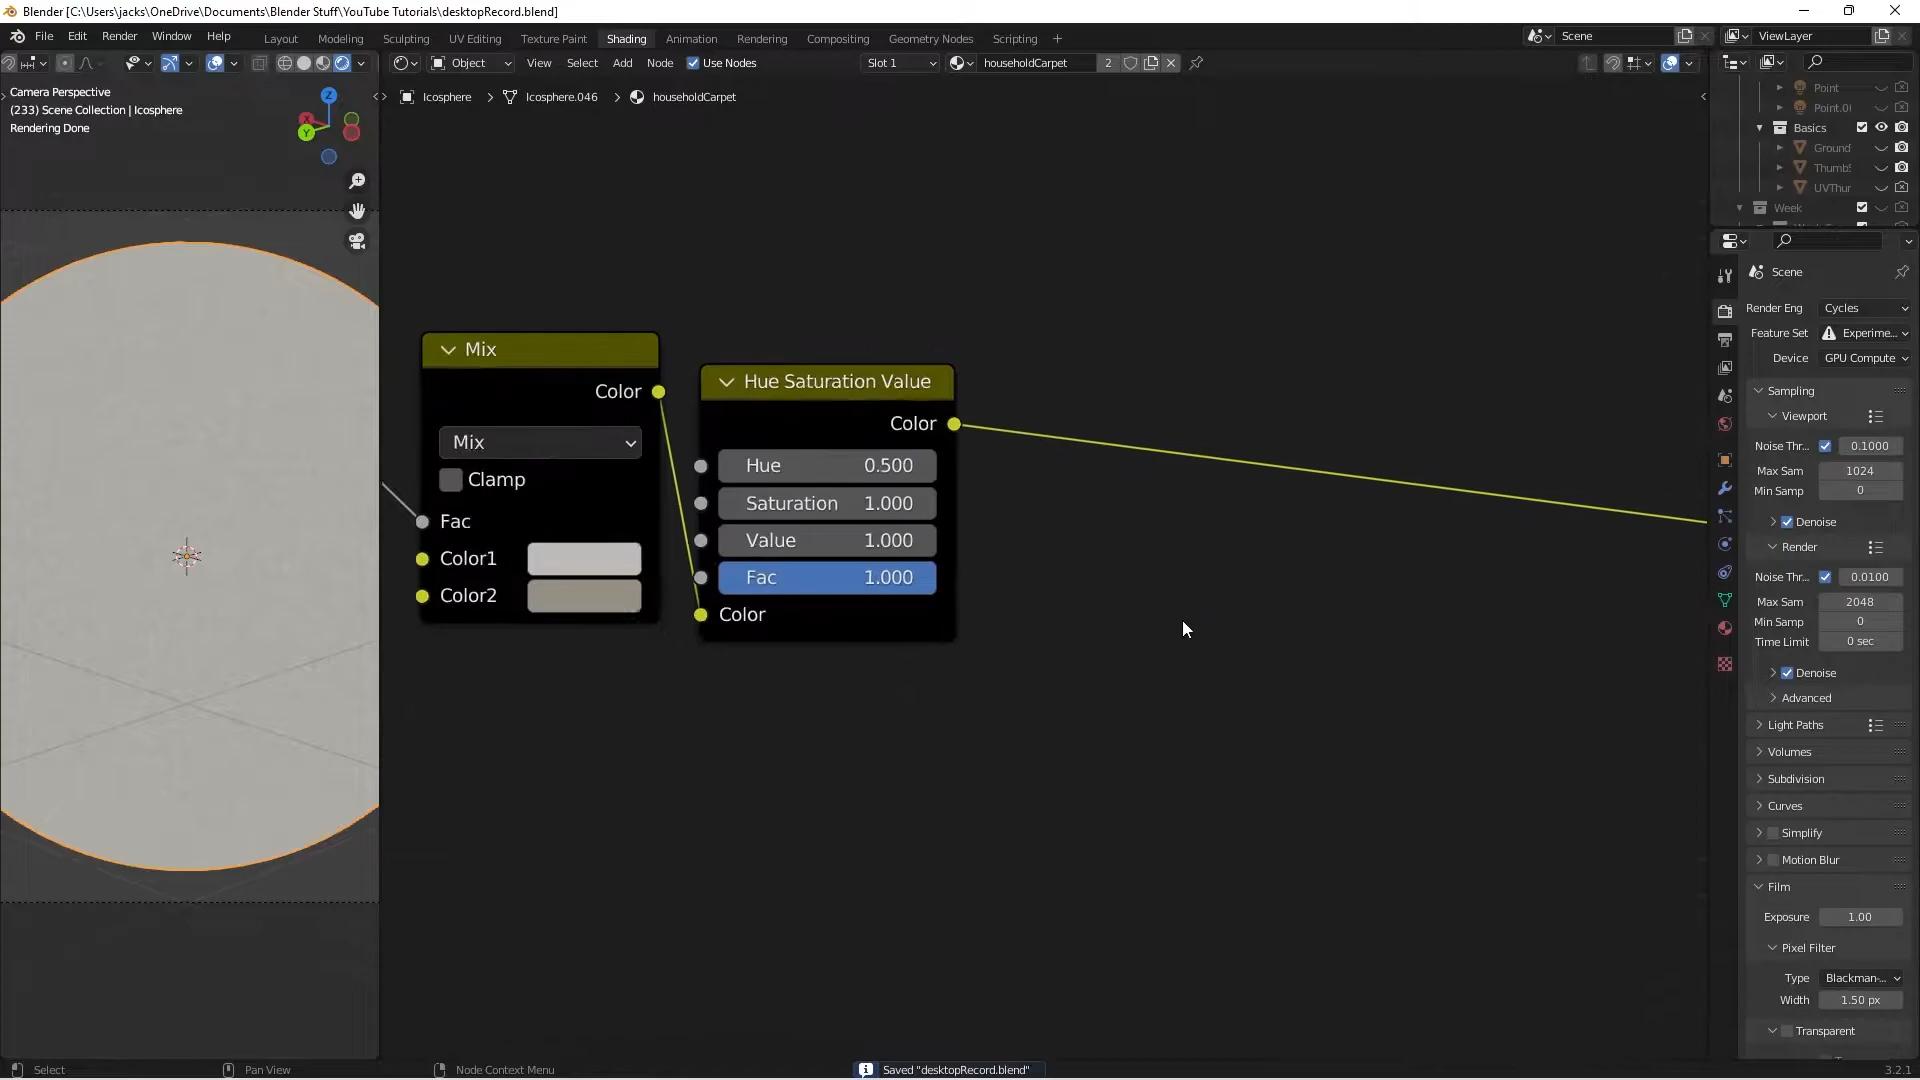 Blender [C:\Users\jacks\OneDrive\Documents\Blender Stuff\YouTube Tutorials\desktopRecord.blend]
File Edit Render Window Help Layout Modeling Sculpting UV Editing Texture Paint Shading Animation Rendering Compositing Geometry Nodes Scripting + Scene ViewLayer
Object View Select Add Node Use Nodes Slot 1 householdCarpet 2
Camera Perspective
(233) Scene Collection | Icosphere
Rendering Done
Z
Y
Icosphere > Icosphere.046 > householdCarpet
Mix
Color
Mix
Clamp
Fac
Color1
Color2
Hue Saturation Value
Color
Hue 0.500
Saturation 1.000
Value 1.000
Fac 1.000
Color
Point
Point.0
Basics
Ground
Thumb
UVThur
Week
Scene
Render Eng Cycles
Feature Set Experime...
Device GPU Compute
Sampling
Viewport
Noise Thr... 0.1000
Max Sam 1024
Min Samp 0
Denoise
Render
Noise Thr... 0.0100
Max Sam 2048
Min Samp 0
Time Limit 0 sec
Denoise
Advanced
Light Paths
Volumes
Subdivision
Curves
Simplify
Motion Blur
Film
Exposure 1.00
Pixel Filter
Type Blackman-...
Width 1.50 px
Transparent
Select Pan View Node Context Menu Saved "desktopRecord.blend" 3.2.1